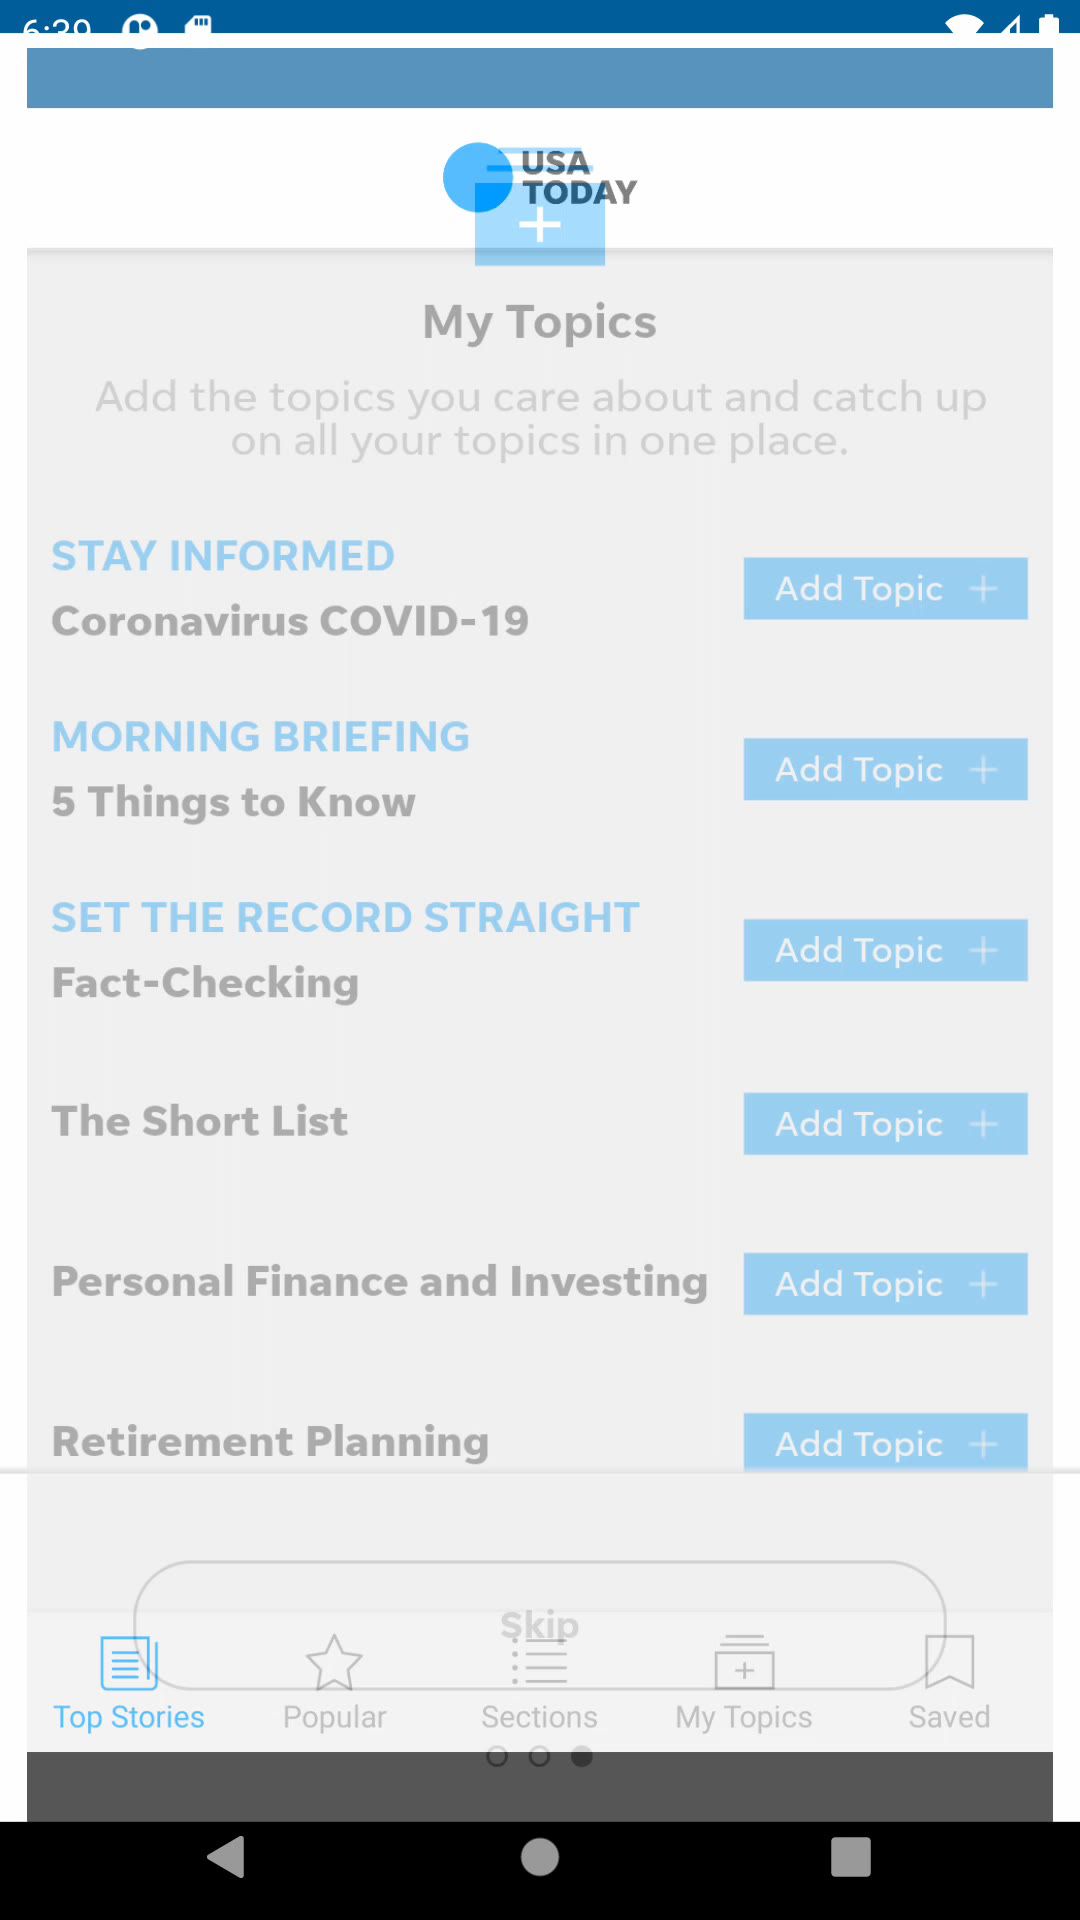 6:39
USA
TODAY
My Topics
Add the topics you care about and catch up
on all your topics in one place.
STAY INFORMED
Coronavirus COVID-19
Add Topic +
MORNING BRIEFING
5 Things to Know
Add Topic +
SET THE RECORD STRAIGHT
Fact-Checking
Add Topic +
The Short List
Add Topic +
Personal Finance and Investing
Add Topic +
Retirement Planning
Add Topic +
Skip
Top Stories
Popular
Sections
My Topics
Saved